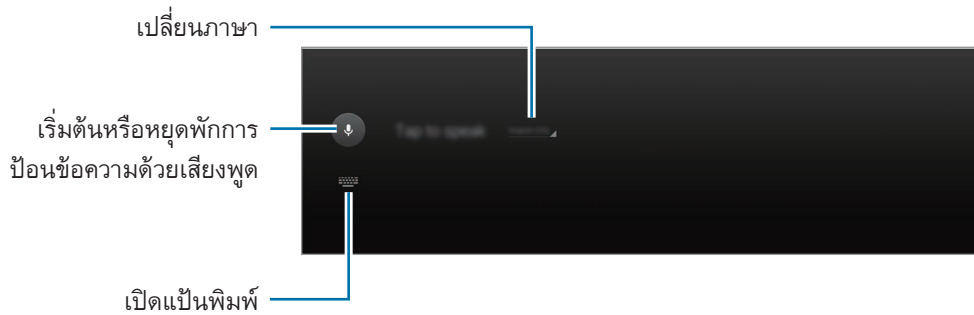 เปลี่ยนภาษา
เริ่มต้นหรือหยุดพักการ
ป้อนข้อความด้วยเสียงพูด
Tap to speak
เปิดแป้นพิมพ์